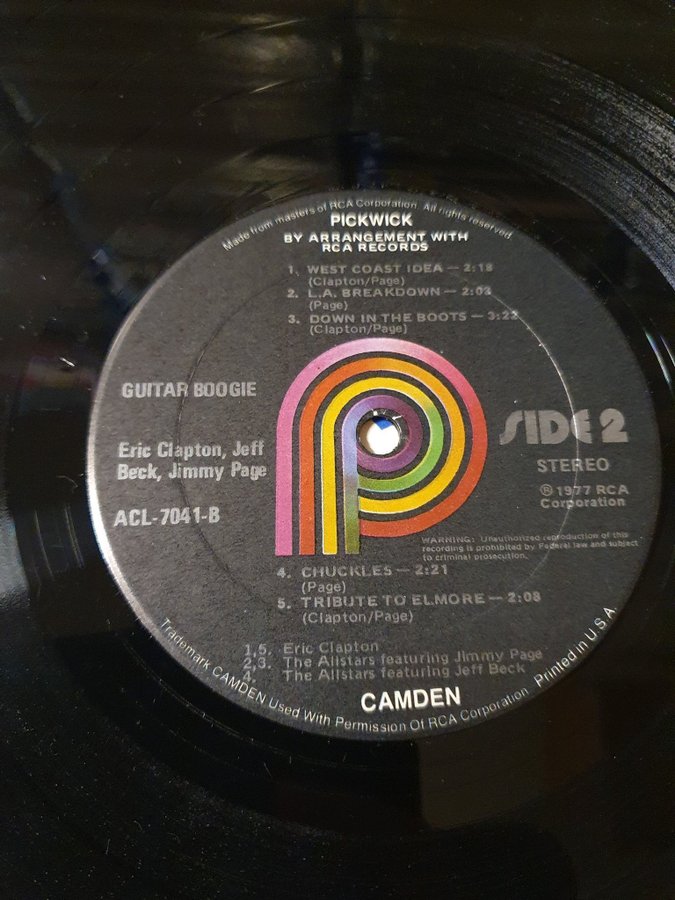 Made from masters of RCA Corporation. All rights reserved.
PICKWICK
BY ARRANGEMENT WITH
RCA RECORDS
1. WEST COAST IDEA — 2:18
(Clapton/Page)
2. L.A. BREAKDOWN — 2:03
(Page)
3. DOWN IN THE BOOTS — 3:22
(Clapton/Page)
GUITAR BOOGIE
Eric Clapton, Jeff
Beck, Jimmy Page
ACL-7041-B
SIDE 2
STEREO
℗ 1977 RCA
Corporation
WARNING: Unauthorized reproduction of this
recording is prohibited by Federal law and subject
to criminal prosecution.
4. CHUCKLES — 2:21
(Page)
5. TRIBUTE TO ELMORE — 2:08
(Clapton/Page)
1,5. Eric Clapton
2,3. The Allstars featuring Jimmy Page
4. The Allstars featuring Jeff Beck
CAMDEN
Trademark CAMDEN Used With Permission Of RCA Corporation Printed in U.S.A.